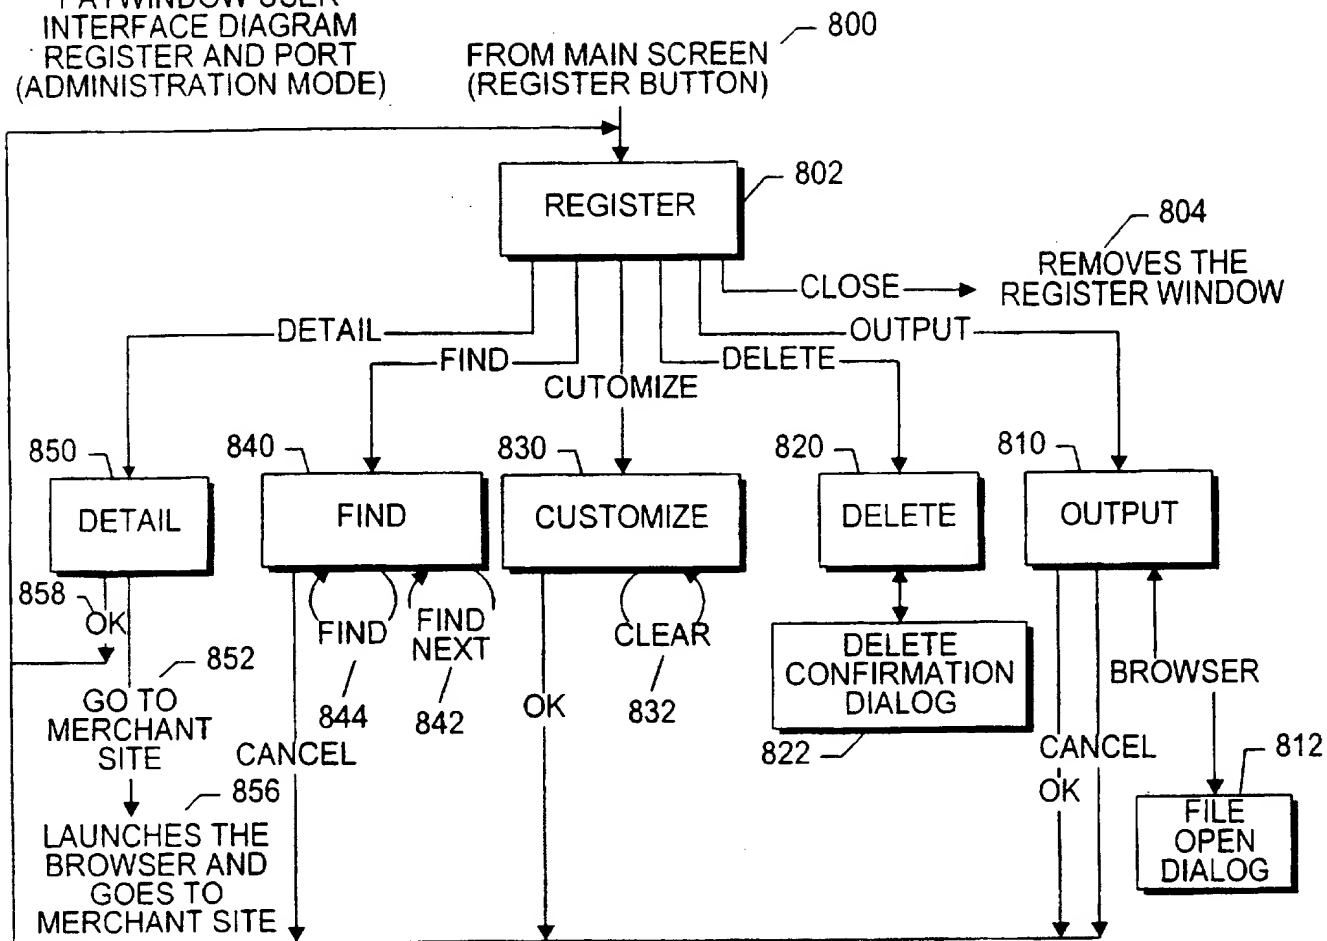 INTERFACE DIAGRAM
REGISTER AND PORT
(ADMINISTRATION MODE)
800
FROM MAIN SCREEN
(REGISTER BUTTON)
REGISTER
802
804
REMOVES THE
REGISTER WINDOW
CLOSE
DETAIL
OUTPUT
FIND
DELETE
CUTOMIZE
850
840
830
820
810
DETAIL
FIND
CUSTOMIZE
DELETE
OUTPUT
858
OK
FIND
FIND
NEXT
CLEAR
844
842
832
DELETE
CONFIRMATION
DIALOG
822
BROWSER
852
GO TO
MERCHANT
SITE
CANCEL
OK
CANCEL
OK
812
FILE
OPEN
DIALOG
856
LAUNCHES THE
BROWSER AND
GOES TO
MERCHANT SITE